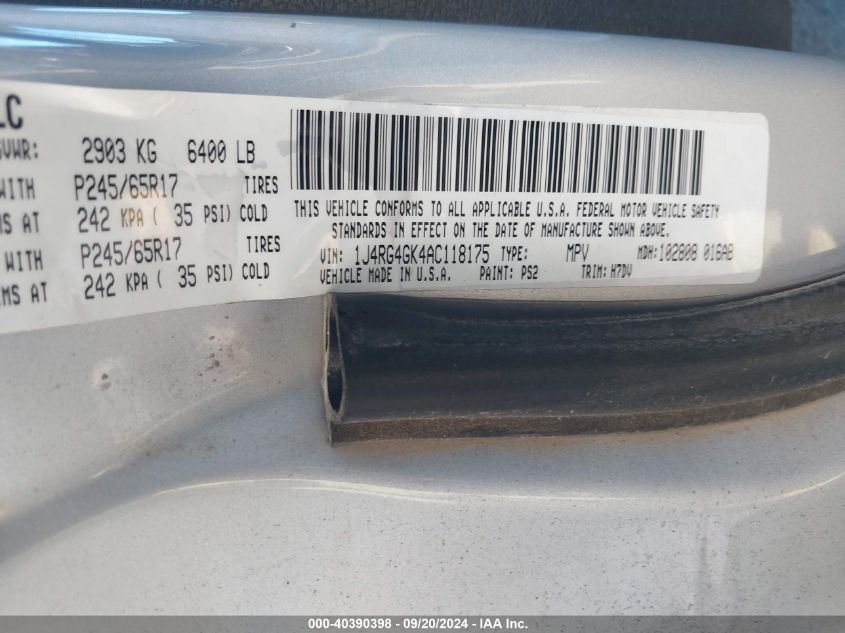 LC
GVWR: 2903 KG 6400 LB
WITH P245/65R17 TIRES
MS AT 242 KPA ( 35 PSI) COLD
WITH P245/65R17 TIRES
MS AT 242 KPA ( 35 PSI) COLD
THIS VEHICLE CONFORMS TO ALL APPLICABLE U.S.A. FEDERAL MOTOR VEHICLE SAFETY
STANDARDS IN EFFECT ON THE DATE OF MANUFACTURE SHOWN ABOVE.
VIN: 1J4RG4GK4AC118175 TYPE: MPV MDH: 102808 016AB
VEHICLE MADE IN U.S.A. PAINT: PS2 TRIM: H7DV
000-40390398 - 09/20/2024 - IAA Inc.